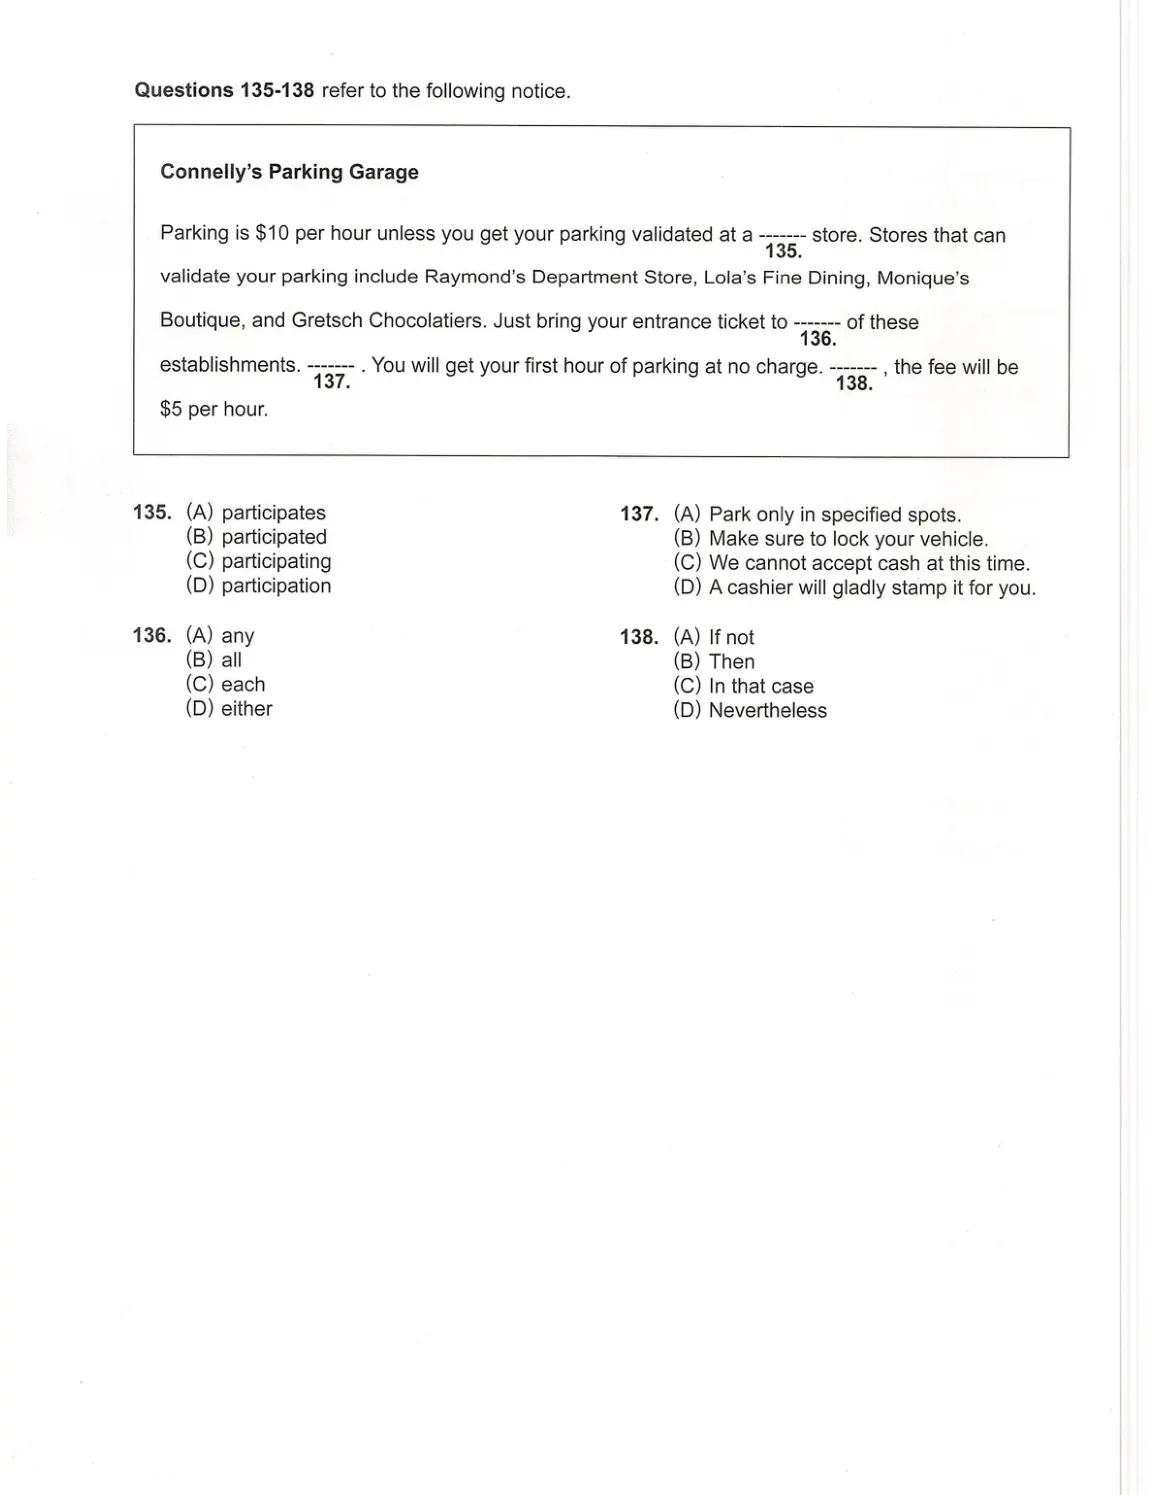 Questions 135-138 refer to the following notice.
Connelly's Parking Garage
Parking is $10 per hour unless you get your parking validated at a ------- store. Stores that can
135.
validate your parking include Raymond's Department Store, Lola's Fine Dining, Monique's
Boutique, and Gretsch Chocolatiers. Just bring your entrance ticket to ------- of these
136.
establishments. ------- . You will get your first hour of parking at no charge. ------- , the fee will be
137. 138.
$5 per hour.
135. (A) participates
(B) participated
(C) participating
(D) participation
136. (A) any
(B) all
(C) each
(D) either
137. (A) Park only in specified spots.
(B) Make sure to lock your vehicle.
(C) We cannot accept cash at this time.
(D) A cashier will gladly stamp it for you.
138. (A) If not
(B) Then
(C) In that case
(D) Nevertheless